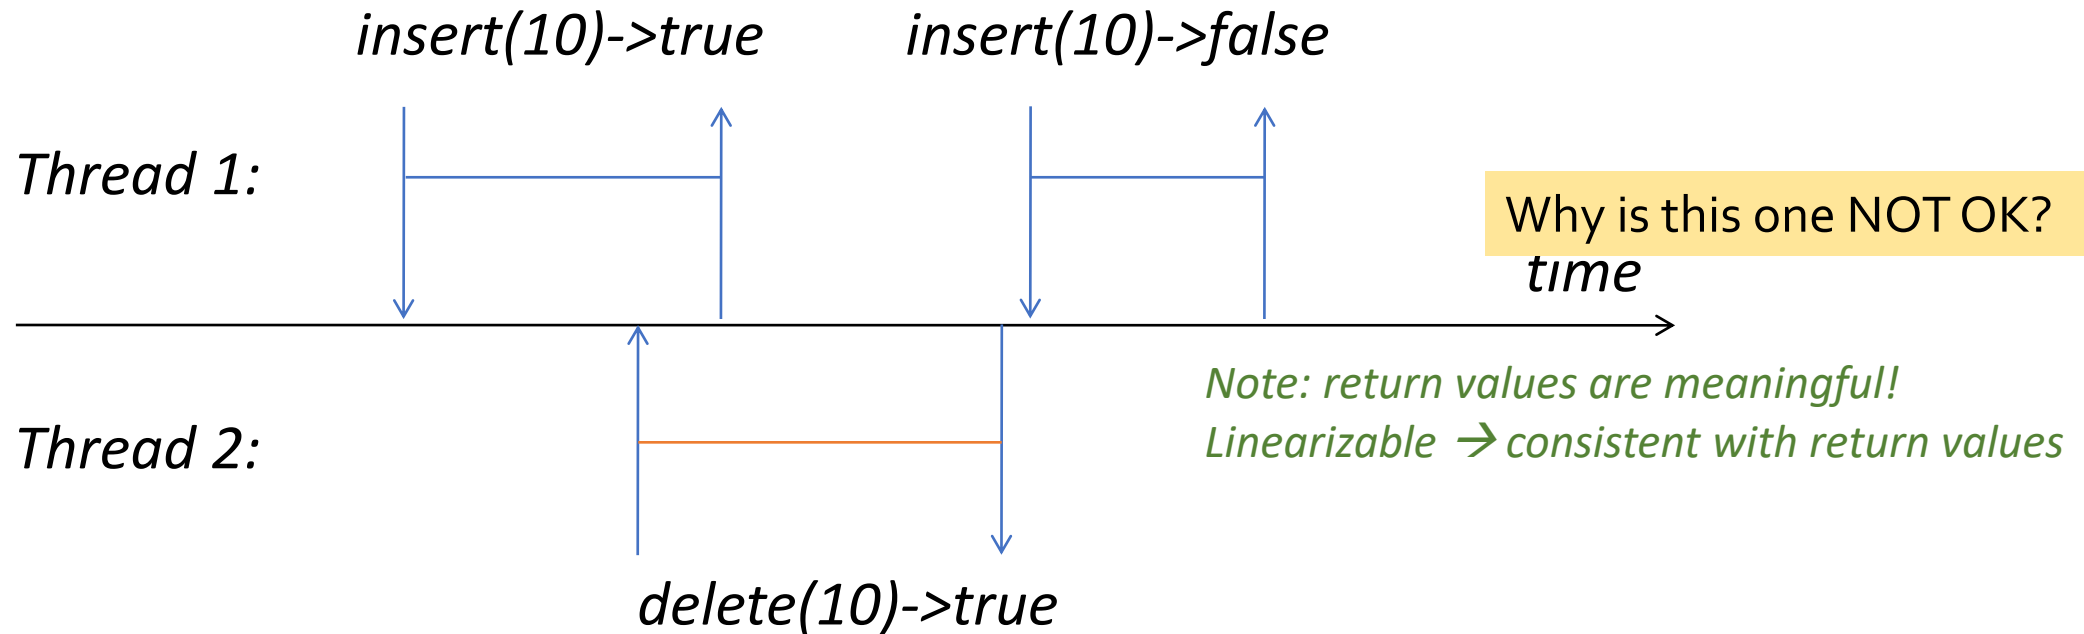 insert(10)->true
insert(10)->false
Thread 1:
Why is this one NOT OK?
time
Note: return values are meaningful!
Linearizable → consistent with return values
Thread 2:
delete(10)->true